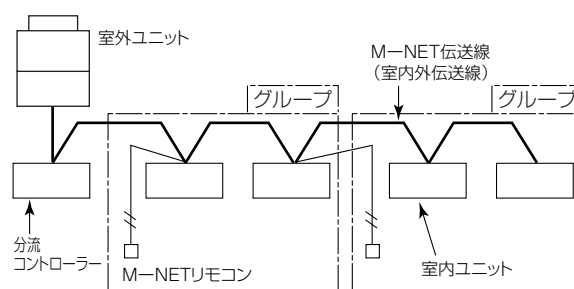 室外ユニット
M－NET伝送線
（室内外伝送線）
グループ
グループ
分流
コントローラー
M－NETリモコン
室内ユニット